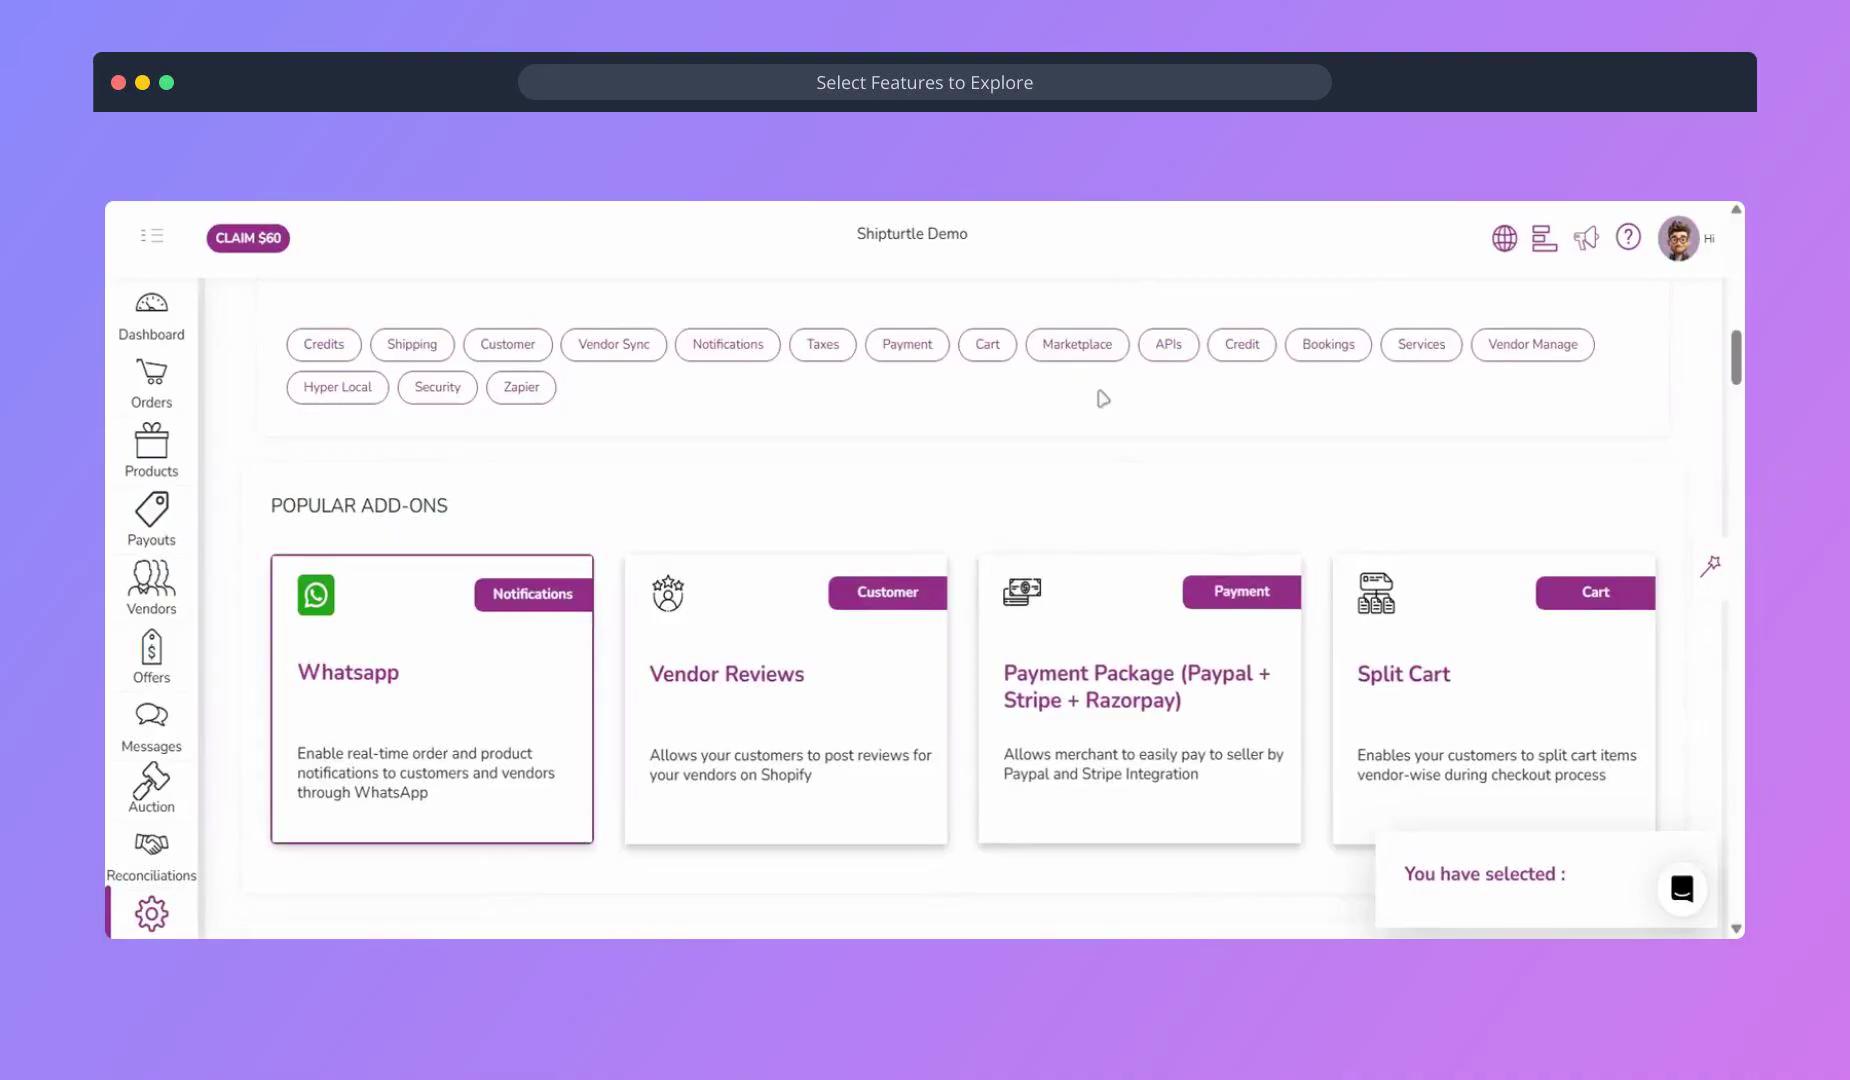 Select Features to Explore
CLAIM $60
Shipturtle Demo
Hi
Dashboard
Orders
Products
Payouts
Vendors
Offers
Messages
Auction
Reconciliations
Credits Shipping Customer Vendor Sync Notifications Taxes Payment Cart Marketplace APIs Credit Bookings Services Vendor Manage
Hyper Local Security Zapier
POPULAR ADD-ONS
Notifications
Whatsapp
Enable real-time order and product
notifications to customers and vendors
through WhatsApp
Customer
Vendor Reviews
Allows your customers to post reviews for
your vendors on Shopify
Payment
Payment Package (Paypal +
Stripe + Razorpay)
Allows merchant to easily pay to seller by
Paypal and Stripe Integration
Cart
Split Cart
Enables your customers to split cart items
vendor-wise during checkout process
You have selected :